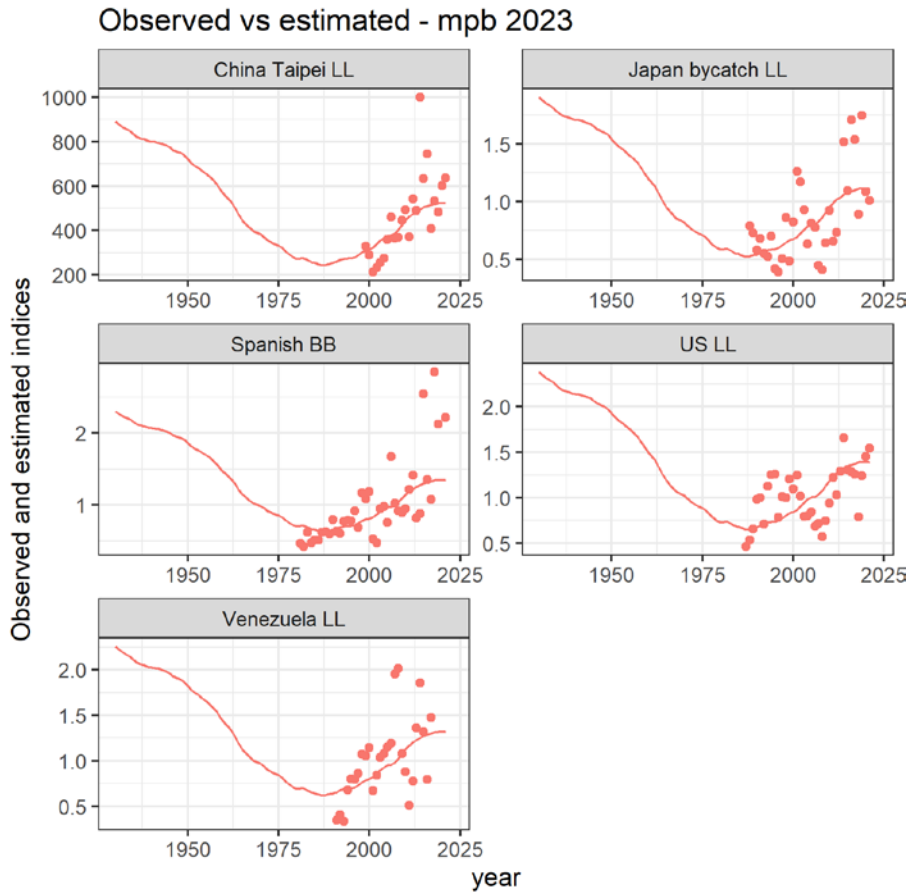 Observed vs estimated - mpb 2023
China Taipei LL
Japan bycatch LL
1000
800
600
400
200
1.5
1.0
0.5
1950 1975 2000 2025
1950 1975 2000 2025
Spanish BB
US LL
2
1
2.0
1.5
1.0
0.5
1950 1975 2000 2025
1950 1975 2000 2025
Venezuela LL
2.0
1.5
1.0
0.5
1950 1975 2000 2025
Observed and estimated indices
year